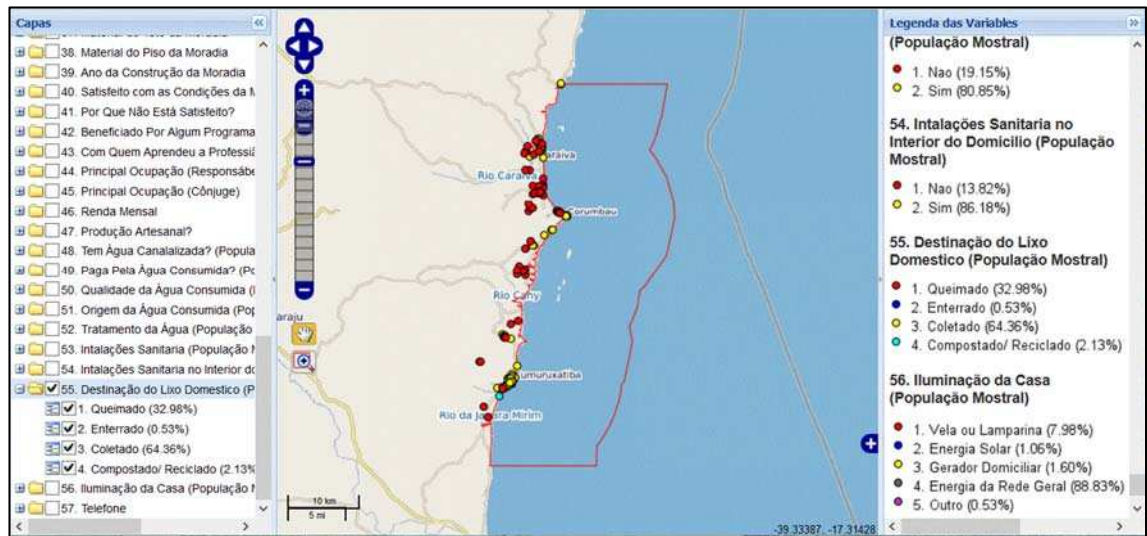 Capas
38. Material do Piso da Moradia
39. Ano da Construção da Moradia
40. Satisfeito com as Condições da M
41. Por Que Não Está Satisfeito?
42. Beneficiado Por Algum Programa
43. Com Quem Aprendeu a Professiã
44. Principal Ocupação (Responsábe
45. Principal Ocupação (Cônjuge)
46. Renda Mensal
47. Produção Artesanal?
48. Tem Água Canalalizada? (Popula
49. Paga Pela Água Consumida? (Po
50. Qualidade da Água Consumida (
51. Origem da Água Consumida (Pop
52. Tratamento da Água (População
53. Intalações Sanitaria (População M
54. Intalações Sanitaria no Interior do
55. Destinação do Lixo Domestico (P
1. Queimado (32.98%)
2. Enterrado (0.53%)
3. Coletado (64.36%)
4. Compostado/ Reciclado (2.13%
56. Iluminação da Casa (População M
57. Telefone
araiva
Rio Caraiva
Corumbau
Rio Cahy
araju
umuruxatiba
Rio da Mirim
10 km
5 mi
-39.33387, -17.31428
Legenda das Variables
(População Mostral)
1. Nao (19.15%)
2. Sim (80.85%)
54. Intalações Sanitaria no
Interior do Domicilio (População
Mostral)
1. Nao (13.82%)
2. Sim (86.18%)
55. Destinação do Lixo
Domestico (População Mostral)
1. Queimado (32.98%)
2. Enterrado (0.53%)
3. Coletado (64.36%)
4. Compostado/ Reciclado (2.13%)
56. Iluminação da Casa
(População Mostral)
1. Vela ou Lamparina (7.98%)
2. Energia Solar (1.06%)
3. Gerador Domiciliar (1.60%)
4. Energia da Rede Geral (88.83%)
5. Outro (0.53%)